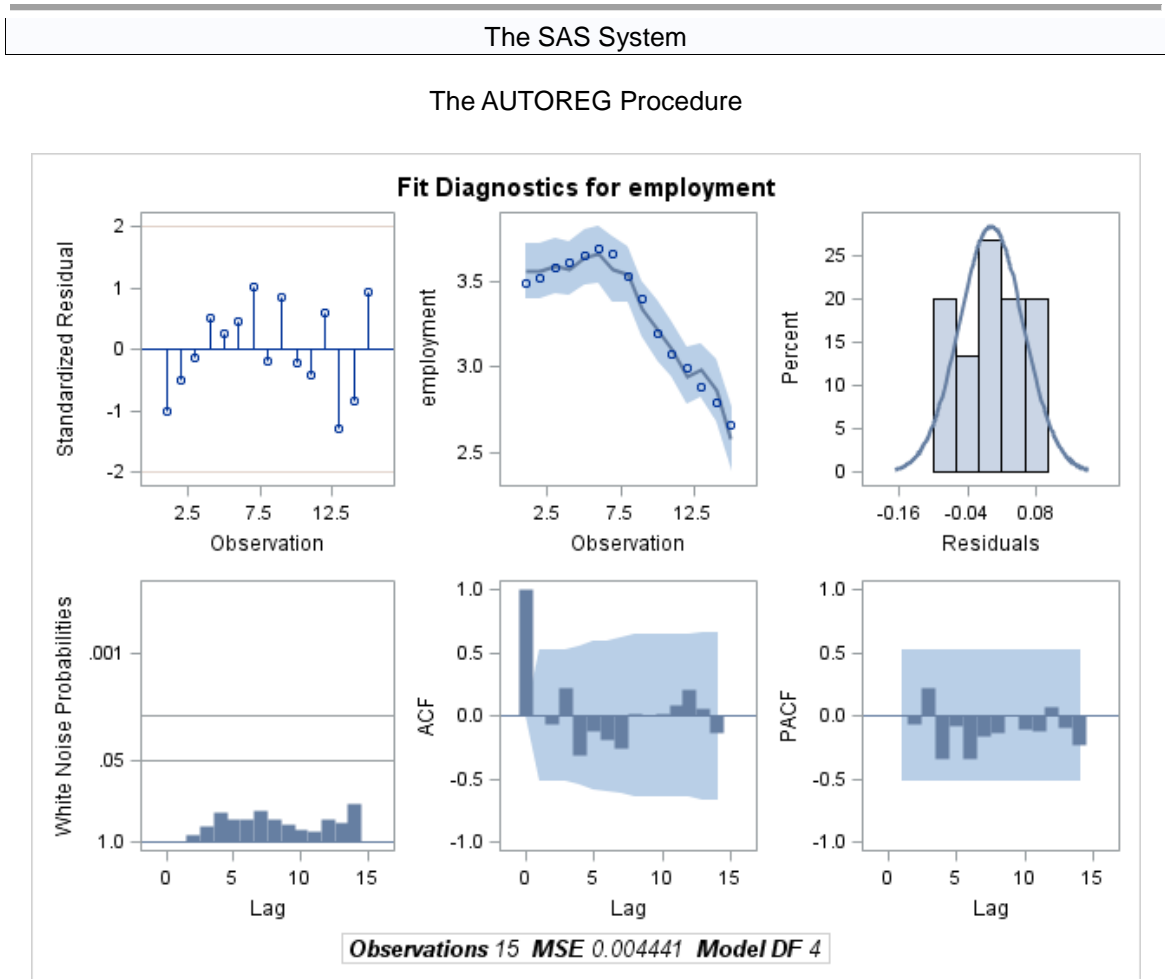 The SAS System
The AUTOREG Procedure
Fit Diagnostics for employment
Standardized Residual
2
1
0
-1
-2
2.5 7.5 12.5
Observation
employment
3.5
3.0
2.5
2.5 7.5 12.5
Observation
Percent
25
20
15
10
5
0
-0.16 -0.04 0.08
Residuals
White Noise Probabilities
.001
.05
1.0
0 5 10 15
Lag
ACF
1.0
0.5
0.0
-0.5
-1.0
0 5 10 15
Lag
PACF
1.0
0.5
0.0
-0.5
-1.0
0 5 10 15
Lag
Observations 15 MSE 0.004441 Model DF 4